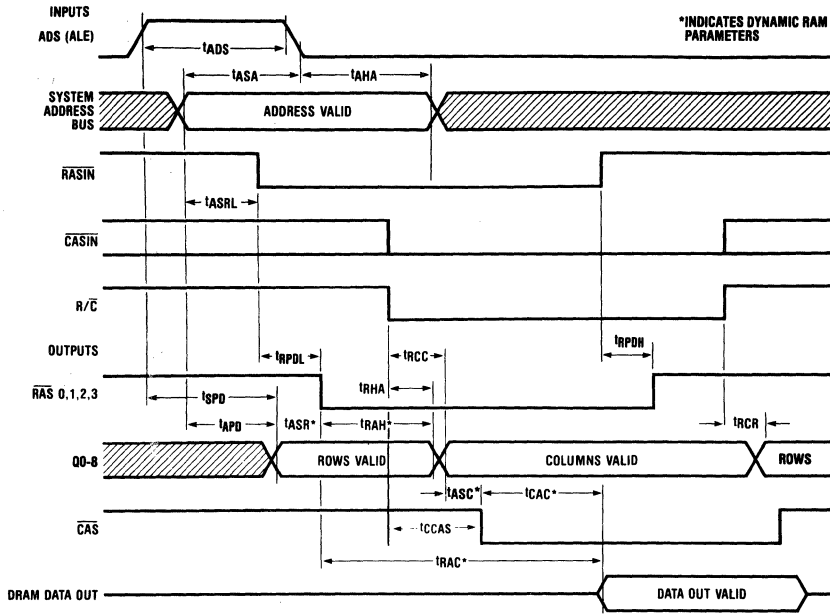 INPUTS
ADS (ALE)
*INDICATES DYNAMIC RAM
PARAMETERS
tADS
tASA
tAHA
SYSTEM
ADDRESS
BUS
ADDRESS VALID
RASIN
tASRL
CASIN
R/C
OUTPUTS
tRPDL
tRCC
tRPDH
RAS 0,1,2,3
tSPD
tRHA
tAPD
tASR*
tRAH*
tRCR
Q0-8
ROWS VALID
COLUMNS VALID
ROWS
tASC*
tCAC*
CAS
tCCAS
tRAC*
DRAM DATA OUT
DATA OUT VALID